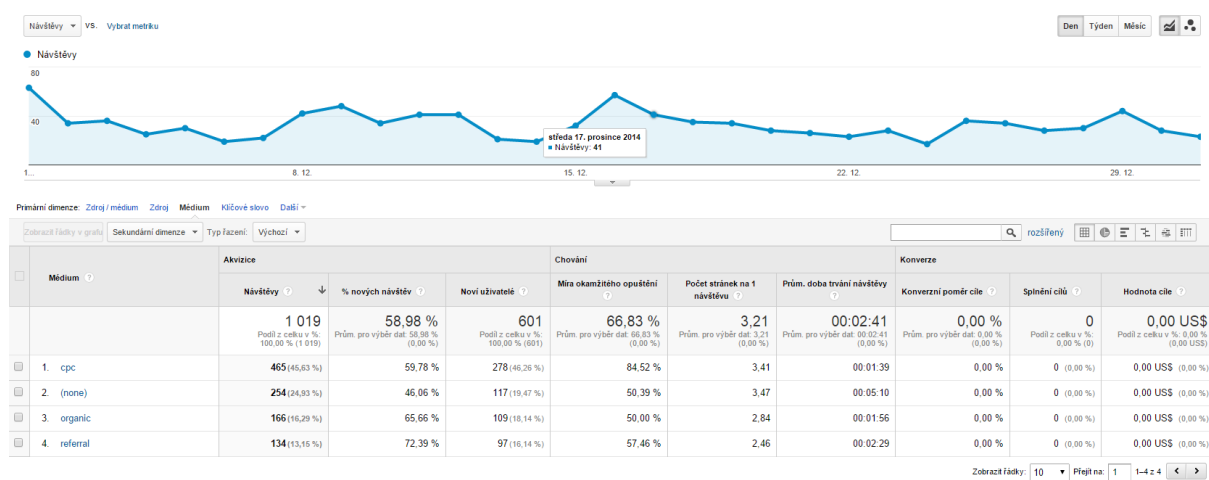 Návštěvy VS. Vybrat metriku
Den Týden Měsíc
Návštěvy
80
40
středa 17. prosince 2014
Návštěvy: 41
1... 8. 12. 15. 12. 22. 12. 29. 12.
Primární dimenze: Zdroj / médium Zdroj Médium Klíčové slovo Další
Zobrazit řádky v grafu Sekundární dimenze Typ řazení: Výchozí rozšířený
Akvizice Chování Konverze
Médium ? Návštěvy ? % nových návštěv ? Noví uživatelé ? Míra okamžitého opuštění ? Počet stránek na 1 návštěvu ? Prům. doba trvání návštěvy ? Konverzní poměr cíle ? Splnění cílů ? Hodnota cíle ?
1 019 58,98 % 601 66,83 % 3,21 00:02:41 0,00 % 0 0,00 US$
Podíl z celku v %: 100,00 % (1 019) Prům. pro výběr dat: 58,98 % (0,00 %) Podíl z celku v %: 100,00 % (601) Prům. pro výběr dat: 66,83 % (0,00 %) Prům. pro výběr dat: 3,21 (0,00 %) Prům. pro výběr dat: 00:02:41 (0,00 %) Prům. pro výběr dat: 0,00 % (0,00 %) Podíl z celku v %: 0,00 % (0) Podíl z celku v %: 0,00 % (0,00 US$)
1. cpc 465 (45,63 %) 59,78 % 278 (46,26 %) 84,52 % 3,41 00:01:39 0,00 % 0 (0,00 %) 0,00 US$ (0,00 %)
2. (none) 254 (24,93 %) 46,06 % 117 (19,47 %) 50,39 % 3,47 00:05:10 0,00 % 0 (0,00 %) 0,00 US$ (0,00 %)
3. organic 166 (16,29 %) 65,66 % 109 (18,14 %) 50,00 % 2,84 00:01:56 0,00 % 0 (0,00 %) 0,00 US$ (0,00 %)
4. referral 134 (13,15 %) 72,39 % 97 (16,14 %) 57,46 % 2,46 00:02:29 0,00 % 0 (0,00 %) 0,00 US$ (0,00 %)
Zobrazit řádky: 10 Přejít na: 1 1–4 z 4